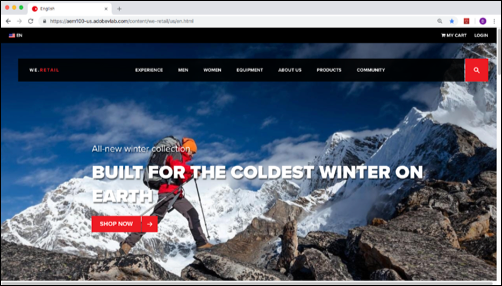 English
https://aem103-us.adobevlab.com/content/we-retail/us/en.html
EN
MY CART
LOGIN
WE.RETAIL
EXPERIENCE
MEN
WOMEN
EQUIPMENT
ABOUT US
PRODUCTS
COMMUNITY
All-new winter collection
BUILT FOR THE COLDEST WINTER ON
EARTH
SHOP NOW